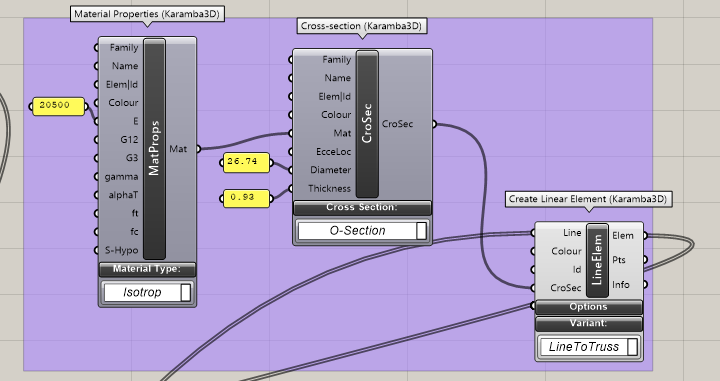 Material Properties (Karamba3D)
Family
Name
Elem|Id
Colour
E
G12
G3
gamma
alphaT
ft
fc
S-Hypo
MatProps
Mat
Material Type:
Isotrop
20500
Cross-section (Karamba3D)
Family
Name
Elem|Id
Colour
Mat
EcceLoc
Diameter
Thickness
CroSec
CroSec
Cross Section:
O-Section
26.74
0.93
Create Linear Element (Karamba3D)
Line
Colour
Id
CroSec
LineElem
Elem
Pts
Info
Options
Variant:
LineToTruss